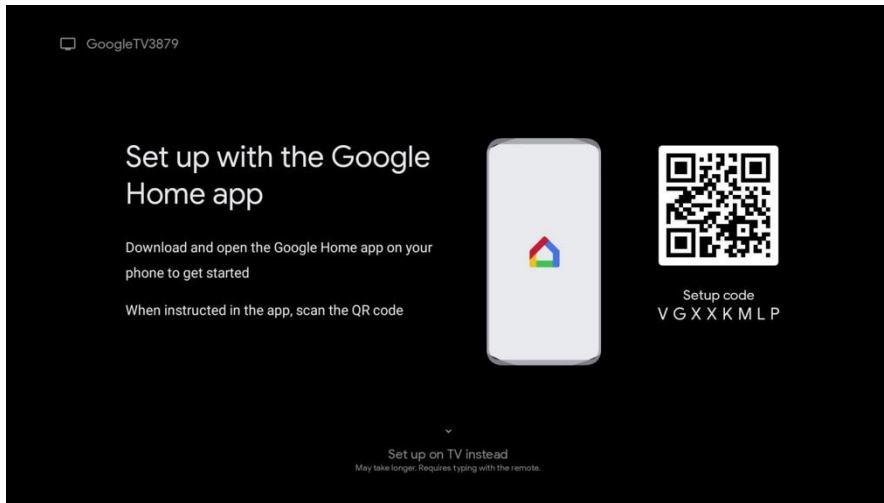 GoogleTV3879
Set up with the Google
Home app
Download and open the Google Home app on your
phone to get started
When instructed in the app, scan the QR code
Setup code
VGXXKMLP
Set up on TV instead
May take longer. Requires typing with the remote.